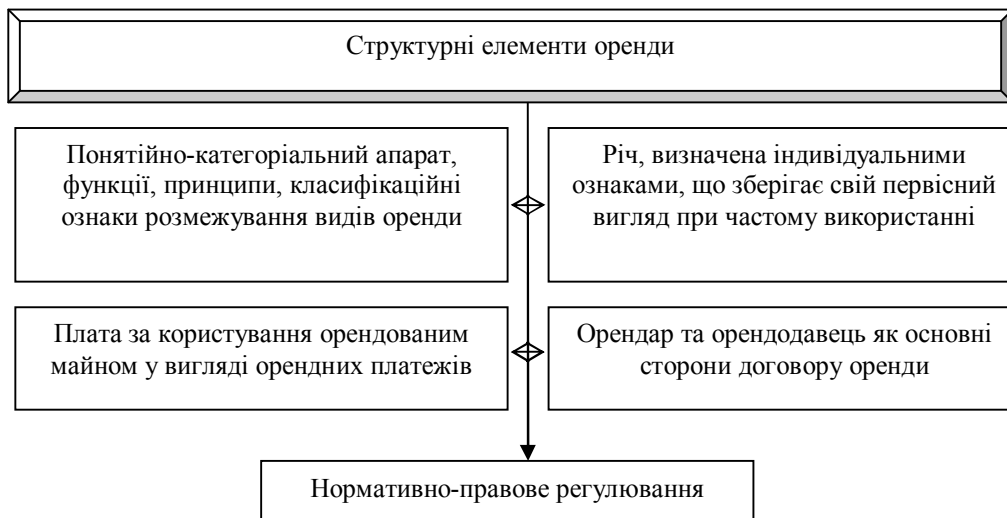 Структурні елементи оренди
Понятійно-категоріальний апарат,
функції, принципи, класифікаційні
ознаки розмежування видів оренди
Річ, визначена індивідуальними
ознаками, що зберігає свій первісний
вигляд при частому використанні
Плата за користування орендованим
майном у вигляді орендних платежів
Орендар та орендодавець як основні
сторони договору оренди
Нормативно-правове регулювання